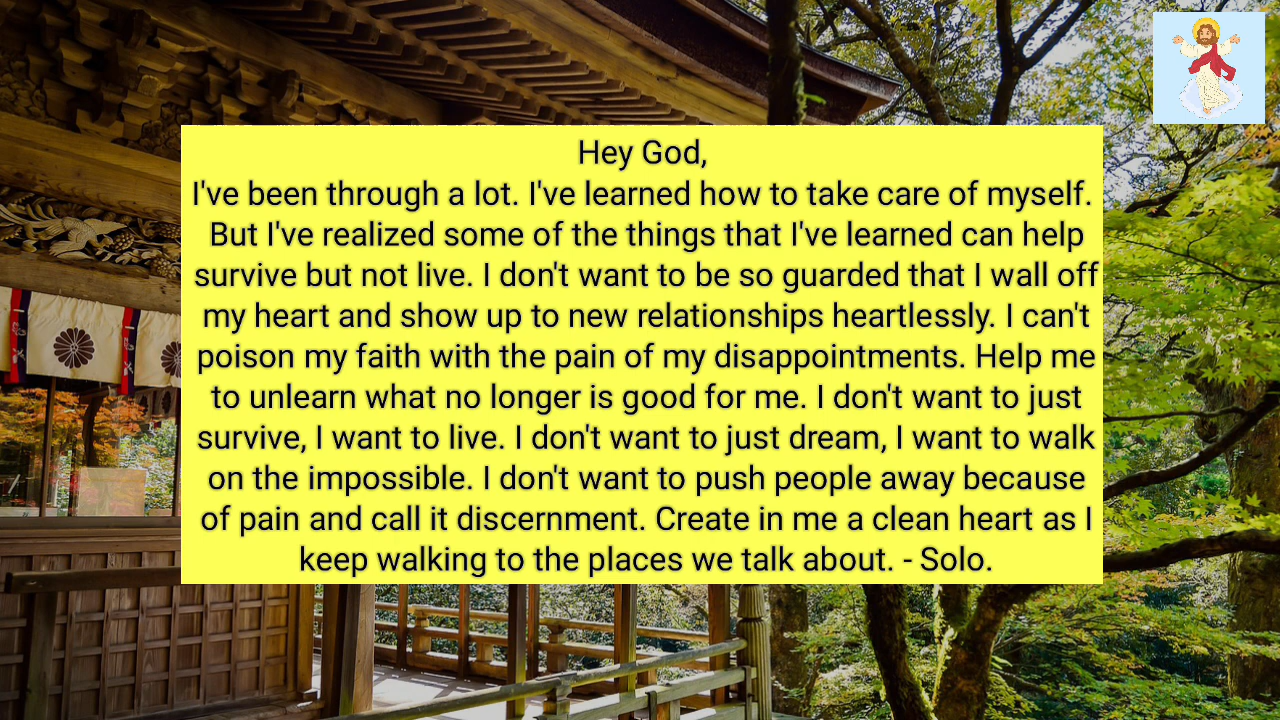 Hey God,
I've been through a lot. I've learned how to take care of myself.
But I've realized some of the things that I've learned can help
survive but not live. I don't want to be so guarded that I wall off
my heart and show up to new relationships heartlessly. I can't
poison my faith with the pain of my disappointments. Help me
to unlearn what no longer is good for me. I don't want to just
survive, I want to live. I don't want to just dream, I want to walk
on the impossible. I don't want to push people away because
of pain and call it discernment. Create in me a clean heart as I
keep walking to the places we talk about. - Solo.